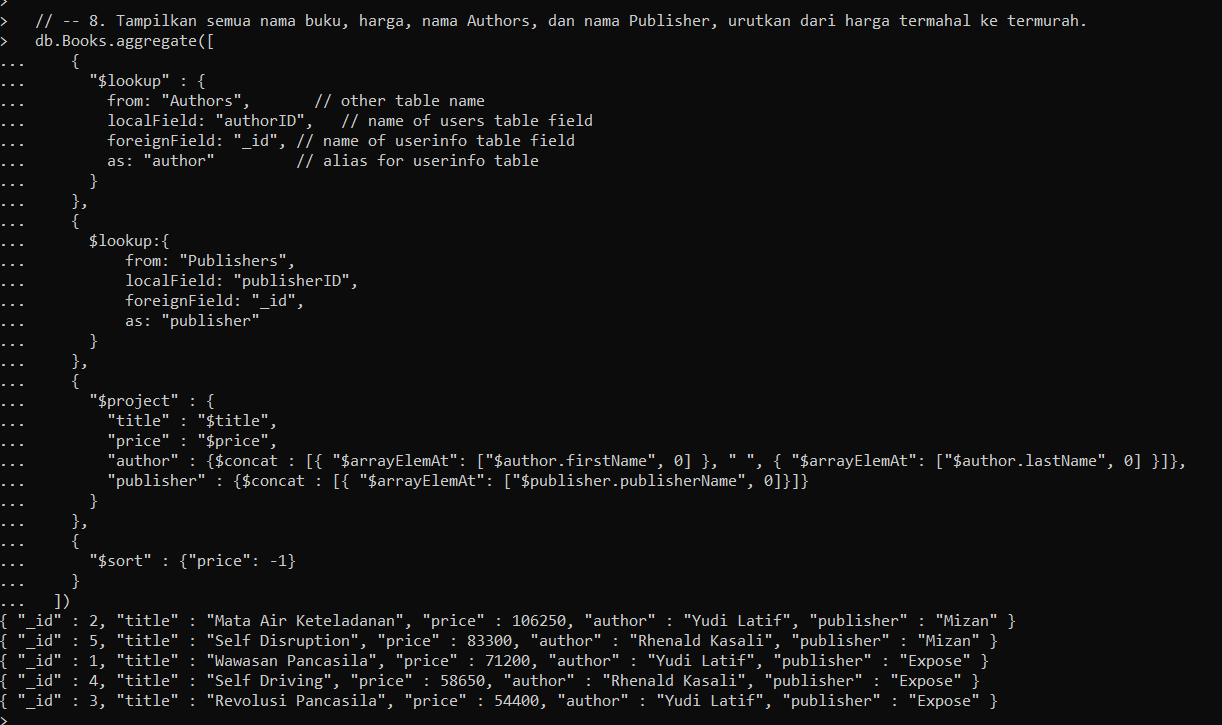 >
>   // -- 8. Tampilkan semua nama buku, harga, nama Authors, dan nama Publisher, urutkan dari harga termahal ke termurah.
>   db.Books.aggregate([
...     {
...       "$lookup" : {
...         from: "Authors",       // other table name
...         localField: "authorID",   // name of users table field
...         foreignField: "_id", // name of userinfo table field
...         as: "author"         // alias for userinfo table
...       }
...     },
...     {
...       $lookup:{
...           from: "Publishers",
...           localField: "publisherID",
...           foreignField: "_id",
...           as: "publisher"
...       }
...     },
...     {
...       "$project" : {
...         "title" : "$title",
...         "price" : "$price",
...         "author" : {$concat : [{ "$arrayElemAt": ["$author.firstName", 0] }, " ", { "$arrayElemAt": ["$author.lastName", 0] }]},
...         "publisher" : {$concat : [{ "$arrayElemAt": ["$publisher.publisherName", 0]}]}
...       }
...     },
...     {
...       "$sort" : {"price": -1}
...     }
...   ])
{ "_id" : 2, "title" : "Mata Air Keteladanan", "price" : 106250, "author" : "Yudi Latif", "publisher" : "Mizan" }
{ "_id" : 5, "title" : "Self Disruption", "price" : 83300, "author" : "Rhenald Kasali", "publisher" : "Mizan" }
{ "_id" : 1, "title" : "Wawasan Pancasila", "price" : 71200, "author" : "Yudi Latif", "publisher" : "Expose" }
{ "_id" : 4, "title" : "Self Driving", "price" : 58650, "author" : "Rhenald Kasali", "publisher" : "Expose" }
{ "_id" : 3, "title" : "Revolusi Pancasila", "price" : 54400, "author" : "Yudi Latif", "publisher" : "Expose" }
>